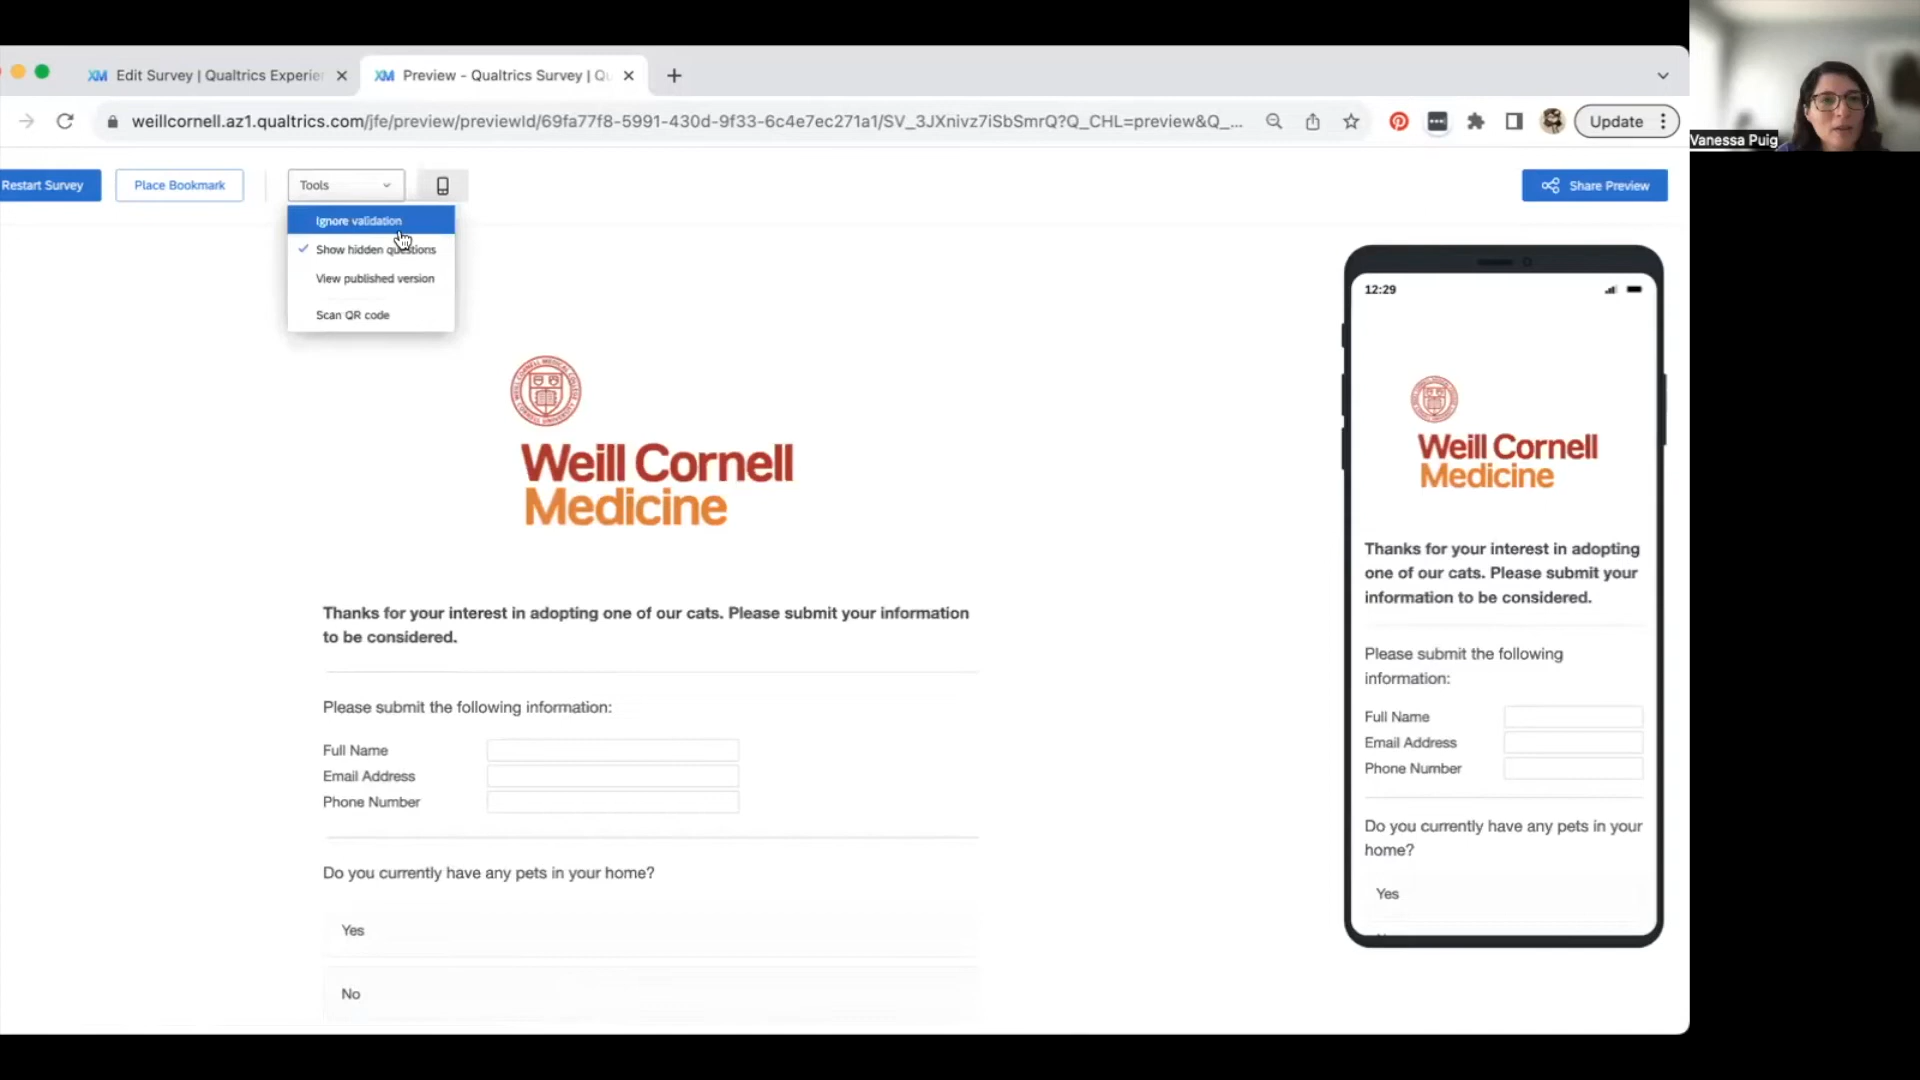 XM Edit Survey | Qualtrics Experie
XM Preview - Qualtrics Survey | Qu
weillcornell.az1.qualtrics.com/jfe/preview/previewId/69fa77f8-5991-430d-9f33-6c4e7ec271a1/SV_3JXnivz7iSbSmrQ?Q_CHL=preview&Q_...
Update
Vanessa Puig
Restart Survey
Place Bookmark
Tools
Share Preview
Ignore validation
Show hidden questions
View published version
Scan QR code
Weill Cornell
Medicine
Thanks for your interest in adopting one of our cats. Please submit your information
to be considered.
Please submit the following information:
Full Name
Email Address
Phone Number
Do you currently have any pets in your home?
Yes
No
12:29
Weill Cornell
Medicine
Thanks for your interest in adopting
one of our cats. Please submit your
information to be considered.
Please submit the following
information:
Full Name
Email Address
Phone Number
Do you currently have any pets in your
home?
Yes